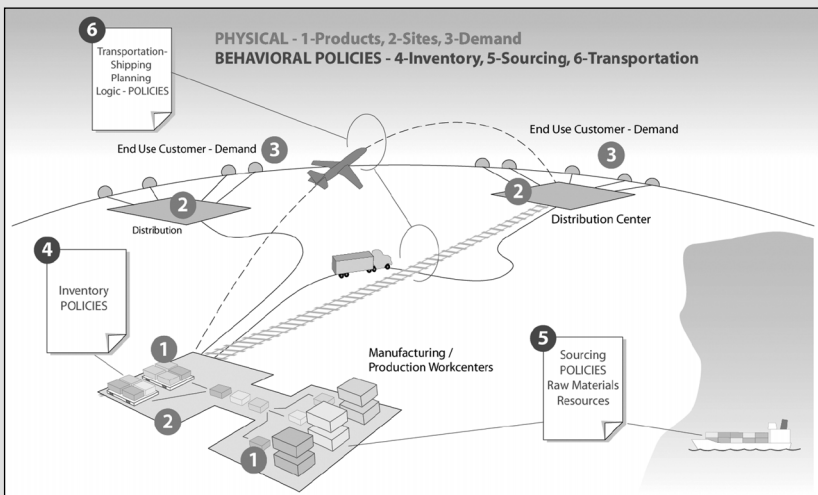 PHYSICAL - 1-Products, 2-Sites, 3-Demand
BEHAVIORAL POLICIES - 4-Inventory, 5-Sourcing, 6-Transportation
6
Transportation-
Shipping
Planning
Logic - POLICIES
End Use Customer - Demand
3
End Use Customer - Demand
3
2
Distribution
2
Distribution Center
4
Inventory
POLICIES
1
2
1
Manufacturing /
Production Workcenters
5
Sourcing
POLICIES
Raw Materials
Resources